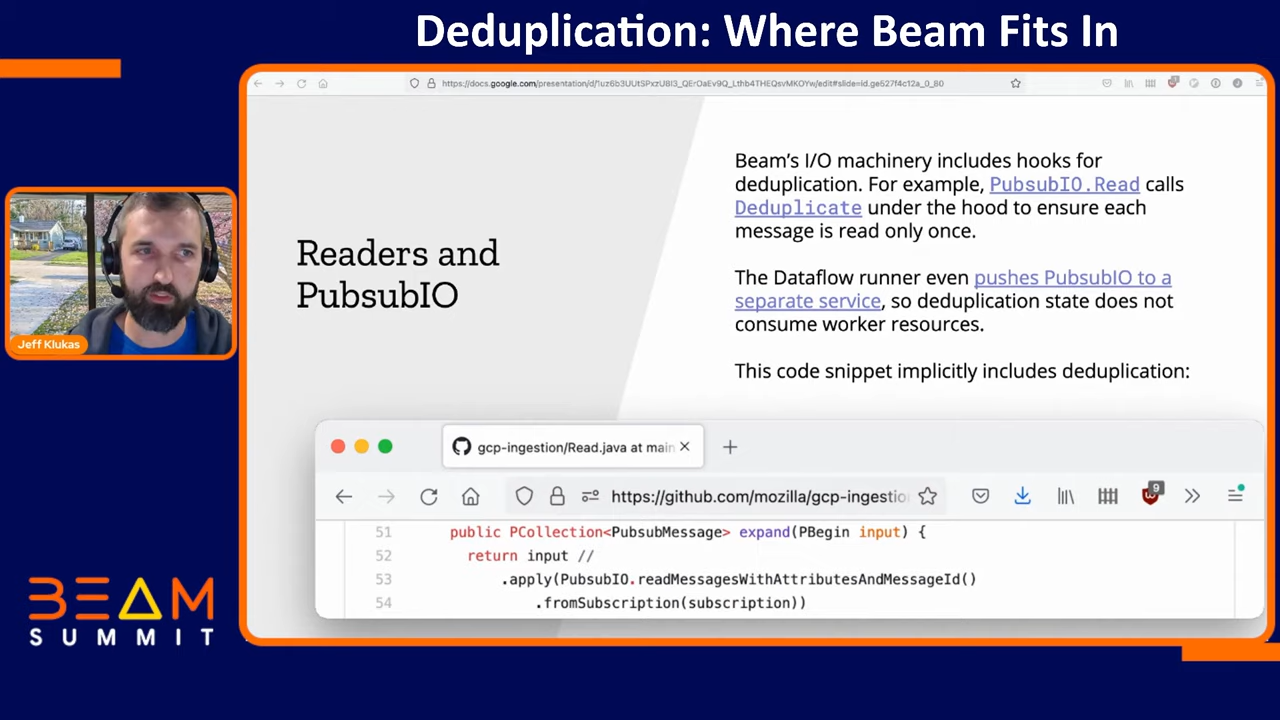 Deduplication: Where Beam Fits In
Beam's I/O machinery includes hooks for
deduplication. For example, PubsubIO.Read calls
Deduplicate under the hood to ensure each
message is read only once.
Readers and
PubsubIO
The Dataflow runner even pushes PubsubIO to a
separate service, so deduplication state does not
consume worker resources.
This code snippet implicitly includes deduplication:
Jeff Klukas
gcp-ingestion/Read.java at main
https://github.com/mozilla/gcp-ingestio
9
51 public PCollection<PubsubMessage> expand(PBegin input) {
52 return input //
53 .apply(PubsubIO.readMessagesWithAttributesAndMessageId()
54 .fromSubscription(subscription))
BEAM
SUMMIT